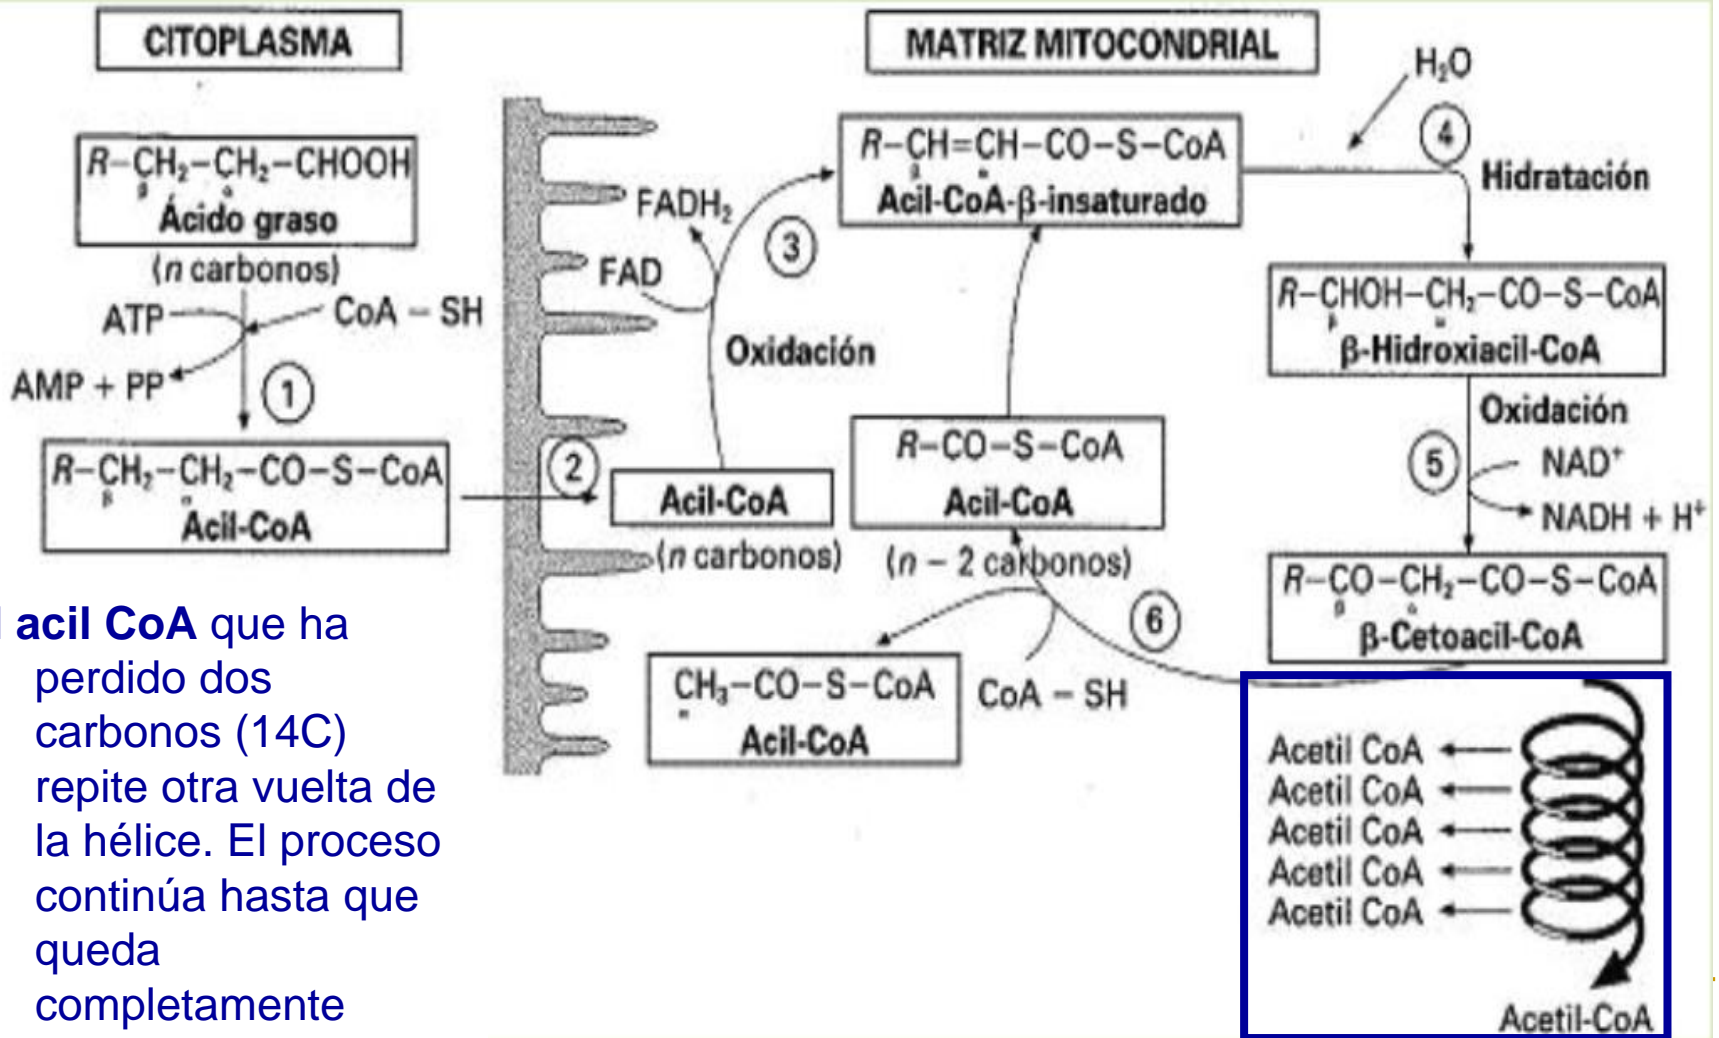 CITOPLASMA
R–CH₂–CH₂–CHOOH
β α
Ácido graso
(n carbonos)
ATP
CoA – SH
AMP + PP
1
R–CH₂–CH₂–CO–S–CoA
β α
Acil-CoA
2
MATRIZ MITOCONDRIAL
Acil-CoA
(n carbonos)
FADH₂
FAD
3
Oxidación
R–CH=CH–CO–S–CoA
β α
Acil-CoA-β-insaturado
H₂O
4
Hidratación
R–CHOH–CH₂–CO–S–CoA
β α
β-Hidroxiacil-CoA
Oxidación
5
NAD⁺
NADH + H⁺
R–CO–CH₂–CO–S–CoA
β α
β-Cetoacil-CoA
6
CoA – SH
R–CO–S–CoA
Acil-CoA
(n – 2 carbonos)
CH₃–CO–S–CoA
α
Acil-CoA
Acetil CoA
Acetil CoA
Acetil CoA
Acetil CoA
Acetil CoA
Acetil-CoA
l acil CoA que ha
perdido dos
carbonos (14C)
repite otra vuelta de
la hélice. El proceso
continúa hasta que
queda
completamente